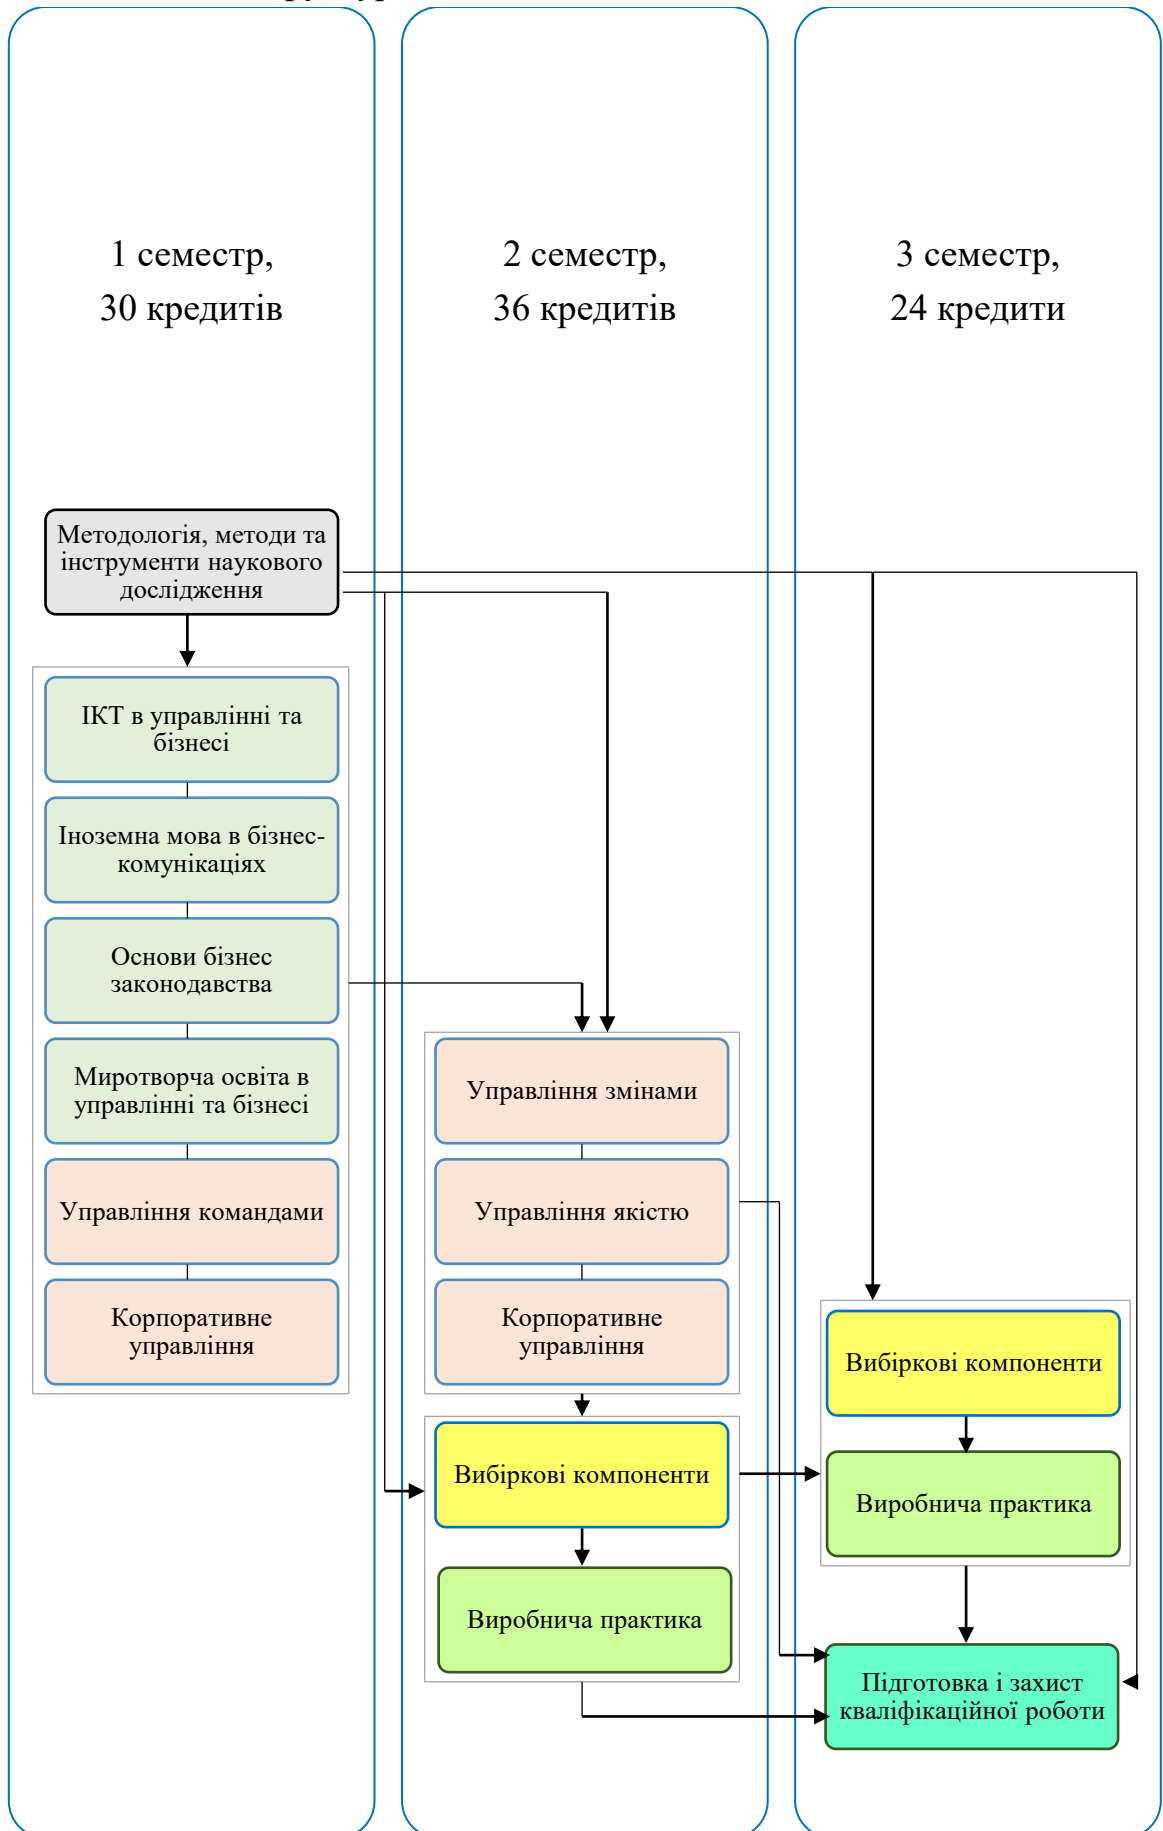 1 семестр,
30 кредитів
Методологія, методи та
інструменти наукового
дослідження
ІКТ в управлінні та
бізнесі
Іноземна мова в бізнес-
комунікаціях
Основи бізнес
законодавства
Миротворча освіта в
управлінні та бізнесі
Управління командами
Корпоративне
управління
2 семестр,
36 кредитів
Управління змінами
Управління якістю
Корпоративне
управління
Вибіркові компоненти
Виробнича практика
3 семестр,
24 кредити
Вибіркові компоненти
Виробнича практика
Підготовка і захист
кваліфікаційної роботи